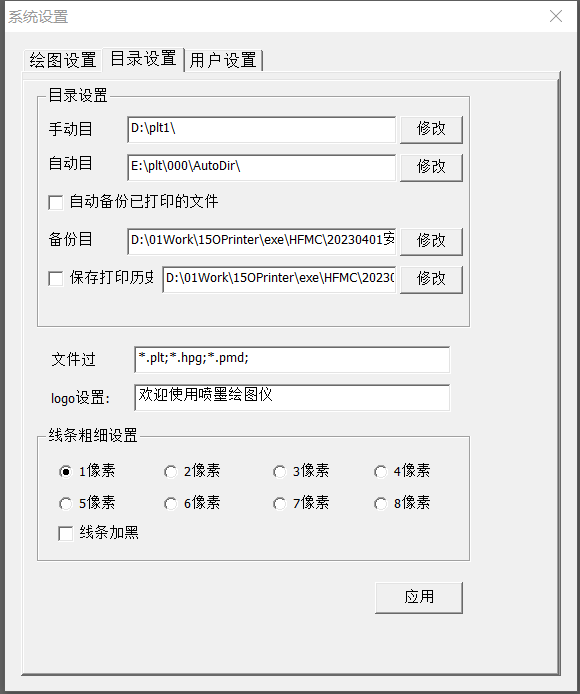 系统设置
绘图设置 目录设置 用户设置
目录设置
手动目 D:\plt1\ 修改
自动目 E:\plt\000\AutoDir\ 修改
自动备份已打印的文件
备份目 D:\01Work\15OPrinter\exe\HFMC\20230401安 修改
保存打印历史 D:\01Work\15OPrinter\exe\HFMC\20230 修改
文件过 *.plt;*.hpg;*.pmd;
logo设置: 欢迎使用喷墨绘图仪
线条粗细设置
1像素 2像素 3像素 4像素
5像素 6像素 7像素 8像素
线条加黑
应用